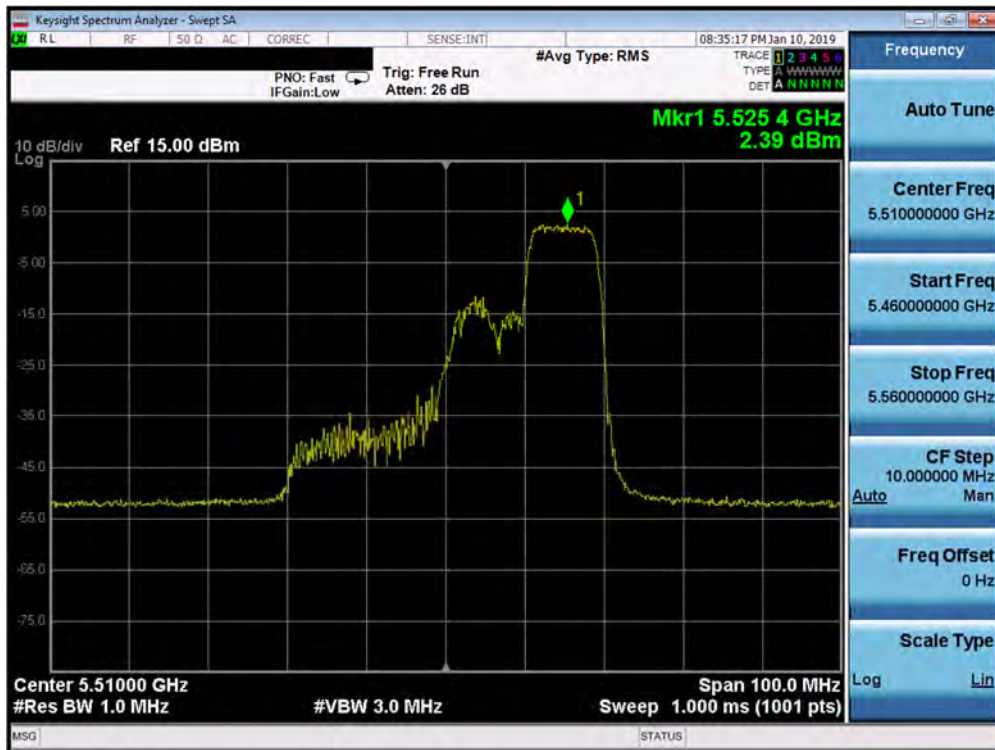 Keysight Spectrum Analyzer - Swept SA
LXI RL RF 50 Ω AC CORREC SENSE:INT 08:35:17 PM Jan 10, 2019
#Avg Type: RMS
TRACE 1 2 3 4 5 6
TYPE A WWWWW
DET A N N N N N
PNO: Fast
IFGain:Low
Trig: Free Run
Atten: 26 dB
Mkr1 5.525 4 GHz
2.39 dBm
10 dB/div Ref 15.00 dBm
Log
1
5.00
-5.00
-15.0
-25.0
-35.0
-45.0
-55.0
-65.0
-75.0
Center 5.51000 GHz Span 100.0 MHz
#Res BW 1.0 MHz #VBW 3.0 MHz Sweep 1.000 ms (1001 pts)
MSG STATUS
Frequency
Auto Tune
Center Freq
5.510000000 GHz
Start Freq
5.460000000 GHz
Stop Freq
5.560000000 GHz
CF Step
10.000000 MHz
Auto Man
Freq Offset
0 Hz
Scale Type
Log Lin